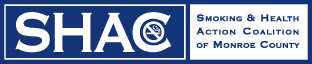 SHAC
Smoking & Health
Action Coalition
of Monroe County